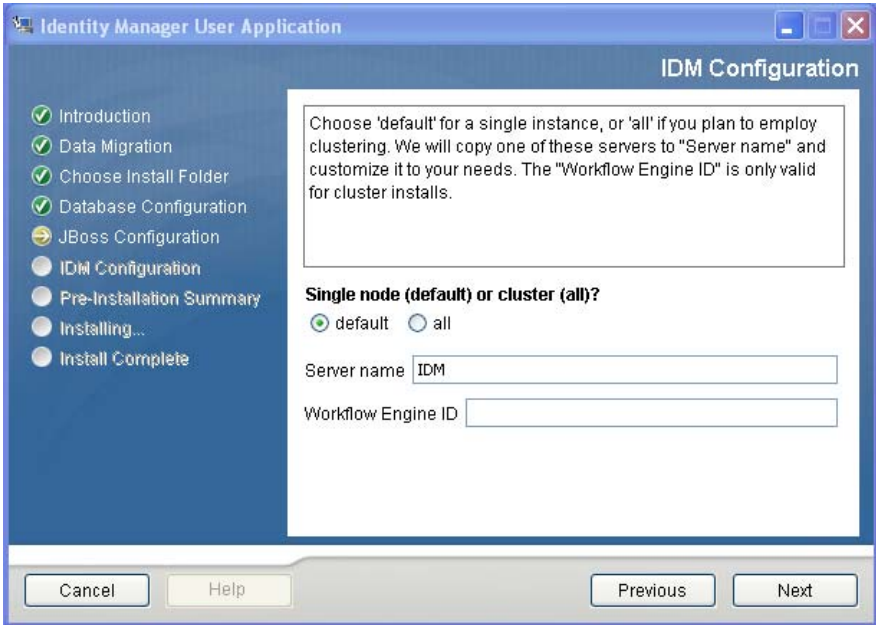 Identity Manager User Application
IDM Configuration
Introduction
Data Migration
Choose Install Folder
Database Configuration
JBoss Configuration
IDM Configuration
Pre-Installation Summary
Installing...
Install Complete
Choose 'default' for a single instance, or 'all' if you plan to employ
clustering. We will copy one of these servers to "Server name" and
customize it to your needs. The "Workflow Engine ID" is only valid
for cluster installs.
Single node (default) or cluster (all)?
default all
Server name IDM
Workflow Engine ID
Cancel Help Previous Next